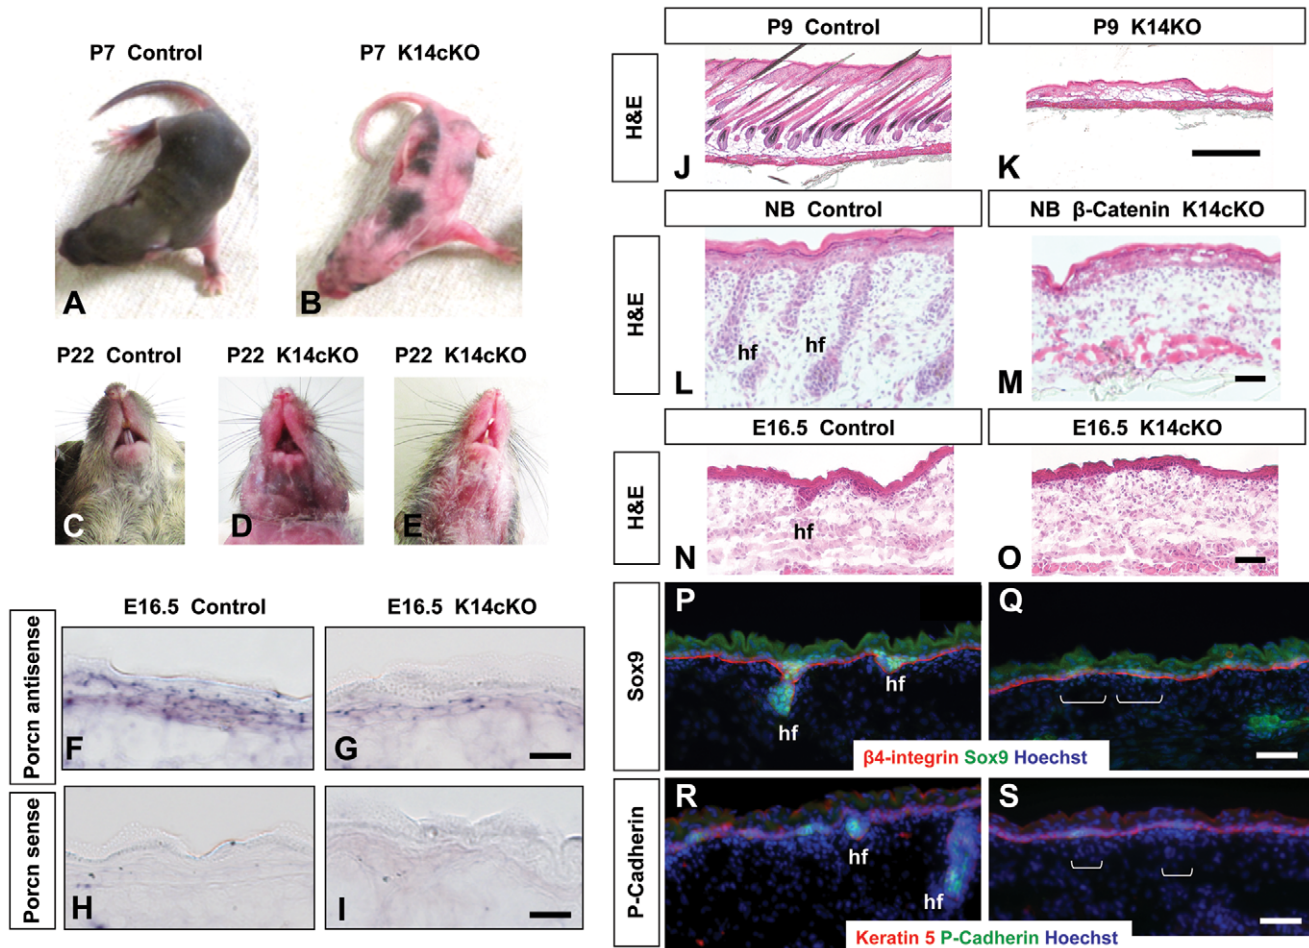 P7 Control
P7 K14cKO
A
B
P22 Control
P22 K14cKO
P22 K14cKO
C
D
E
E16.5 Control
E16.5 K14cKO
Porcn antisense
F
G
Porcn sense
H
I
P9 Control
P9 K14KO
H&E
J
K
NB Control
NB β-Catenin K14cKO
H&E
hf
hf
L
M
E16.5 Control
E16.5 K14cKO
H&E
hf
N
O
Sox9
P
Q
hf
hf
β4-integrin Sox9 Hoechst
P-Cadherin
R
S
hf
hf
Keratin 5 P-Cadherin Hoechst